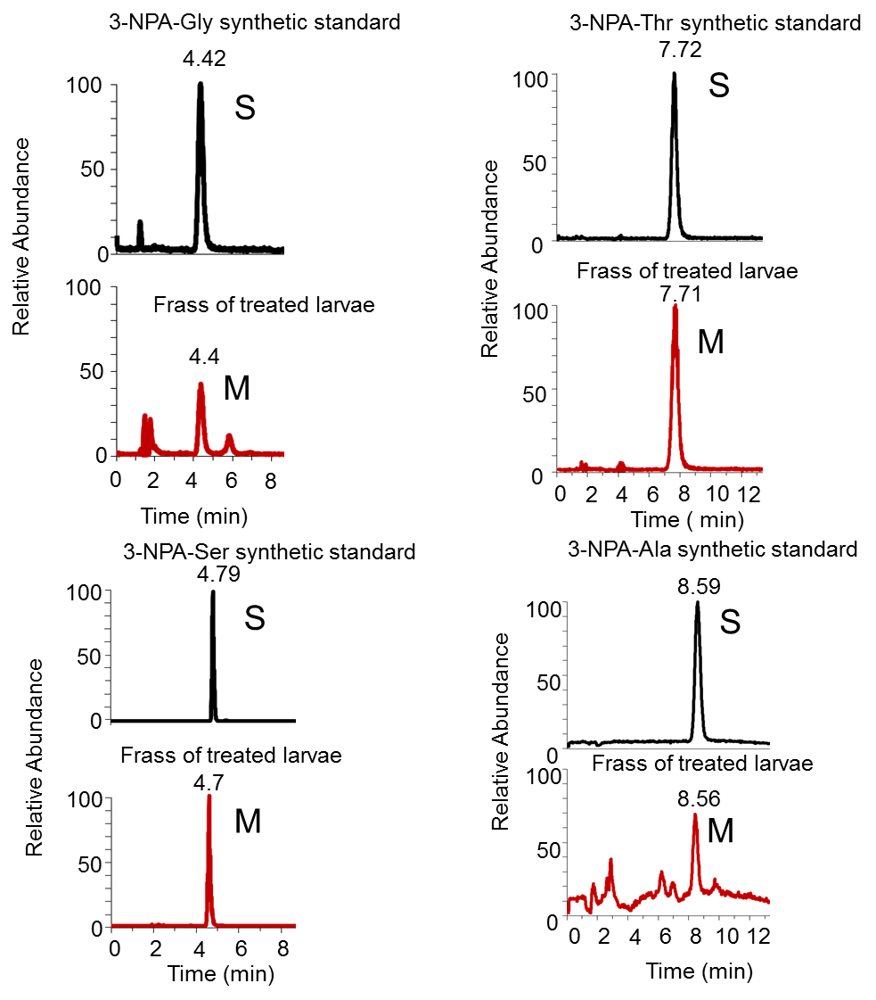 3-NPA-Gly synthetic standard
4.42
S
100
50
0
Relative Abundance
Frass of treated larvae
100
4.4
50
M
0
0 2 4 6 8
Time (min)
3-NPA-Thr synthetic standard
7.72
S
100
50
0
Relative Abundance
Frass of treated larvae
7.71
100
M
50
0
0 2 4 6 8 10 12
Time ( min)
3-NPA-Ser synthetic standard
4.79
100
S
50
0
Relative Abundance
Frass of treated larvae
4.7
100
M
50
0
0 2 4 6 8
Time (min)
3-NPA-Ala synthetic standard
8.59
100
S
50
0
Relative Abundance
Frass of treated larvae
100
8.56
M
50
0
0 2 4 6 8 10 12
Time (min)